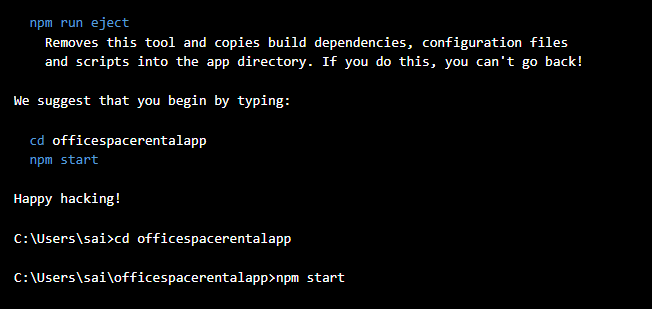 npm run eject
Removes this tool and copies build dependencies, configuration files
and scripts into the app directory. If you do this, you can't go back!
We suggest that you begin by typing:
cd officespacerentalapp
npm start
Happy hacking!
C:\Users\sai>cd officespacerentalapp
C:\Users\sai\officespacerentalapp>npm start